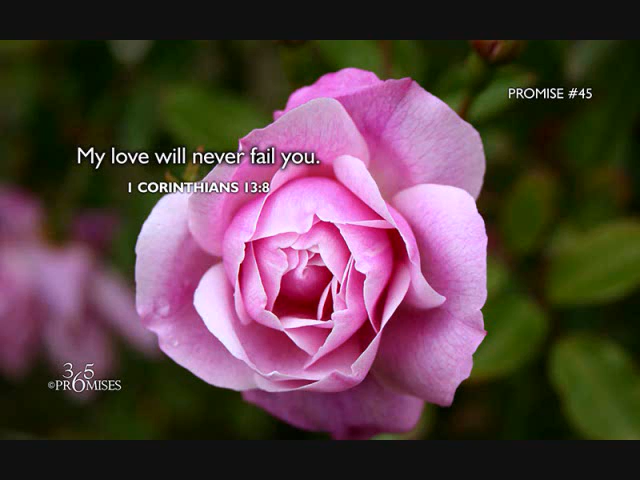 PROMISE #45
My love will never fail you.
1 CORINTHIANS 13:8
365
©PROMISES